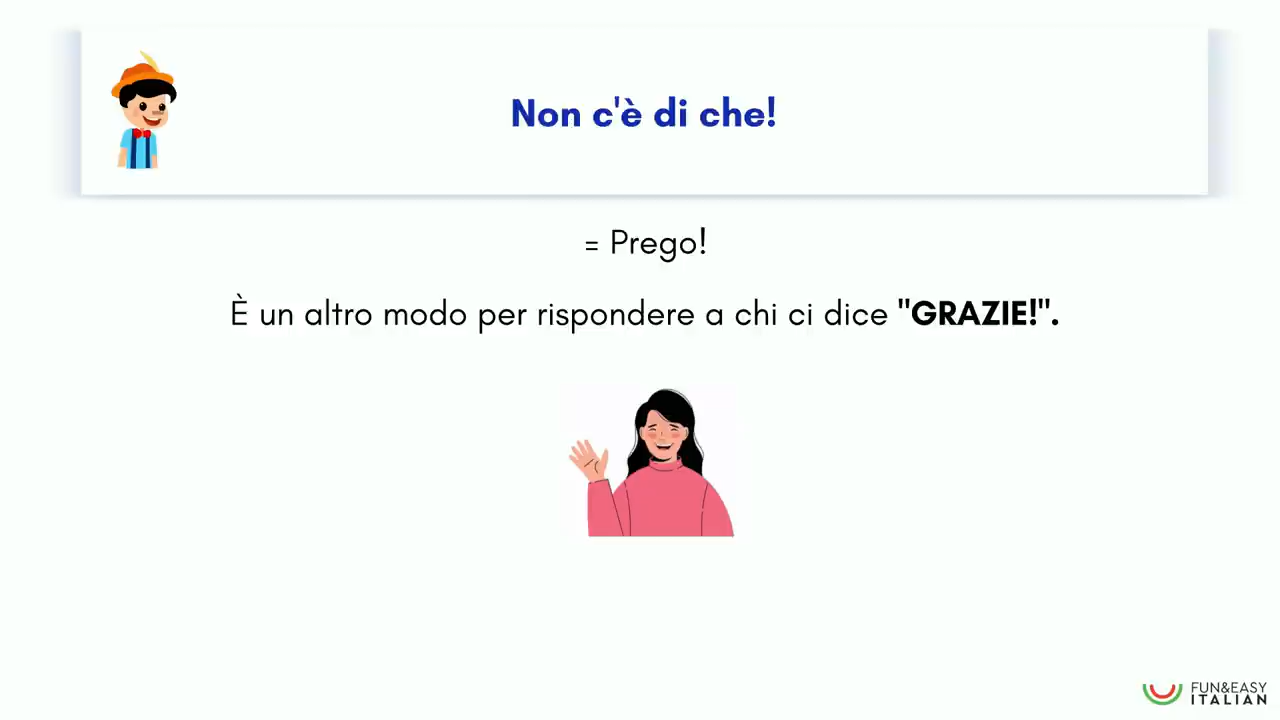 Non c'è di che!
= Prego!
È un altro modo per rispondere a chi ci dice "GRAZIE!".
FUN&EASY
ITALIAN